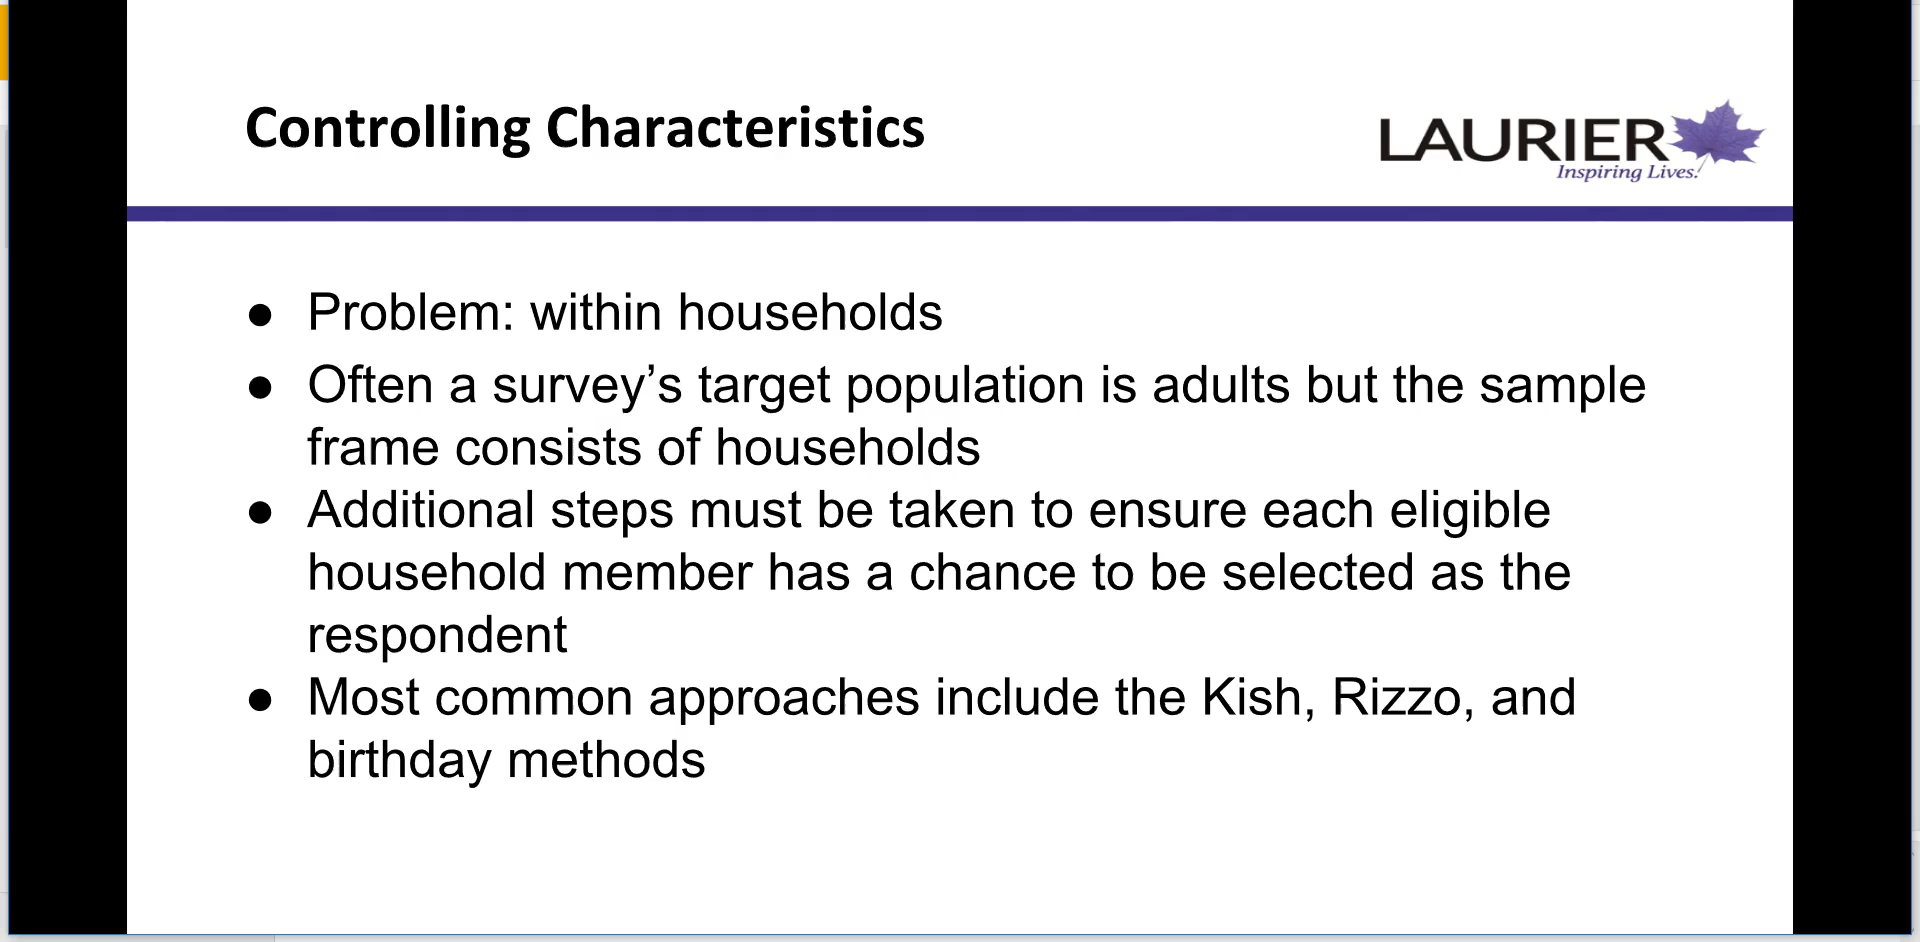 Controlling Characteristics
LAURIER
Inspiring Lives.
● Problem: within households
● Often a survey’s target population is adults but the sample
frame consists of households
● Additional steps must be taken to ensure each eligible
household member has a chance to be selected as the
respondent
● Most common approaches include the Kish, Rizzo, and
birthday methods